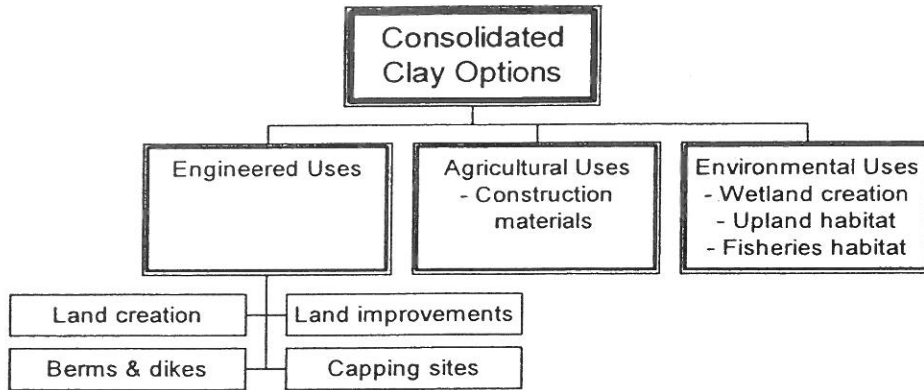 Consolidated
Clay Options
Engineered Uses
Agricultural Uses
- Construction
materials
Environmental Uses
- Wetland creation
- Upland habitat
- Fisheries habitat
Land creation
Land improvements
Berms & dikes
Capping sites